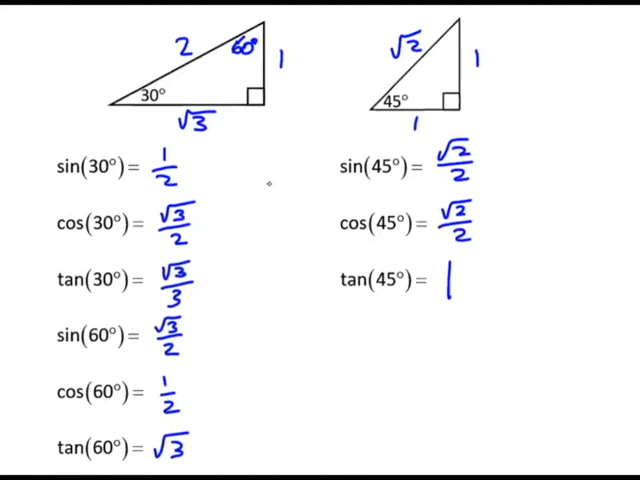 2 60° 1
30°
√3
√2 1
45°
1
sin(30°)= 1/2
cos(30°)= √3/2
tan(30°)= √3/3
sin(60°)= √3/2
cos(60°)= 1/2
tan(60°)= √3
sin(45°)= √2/2
cos(45°)= √2/2
tan(45°)= 1